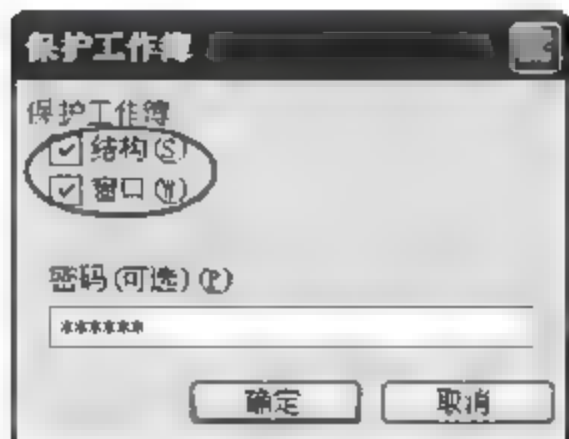 保护工作簿
保护工作簿
结构(S)
窗口(W)
密码(可选)(P)
******
确定
取消